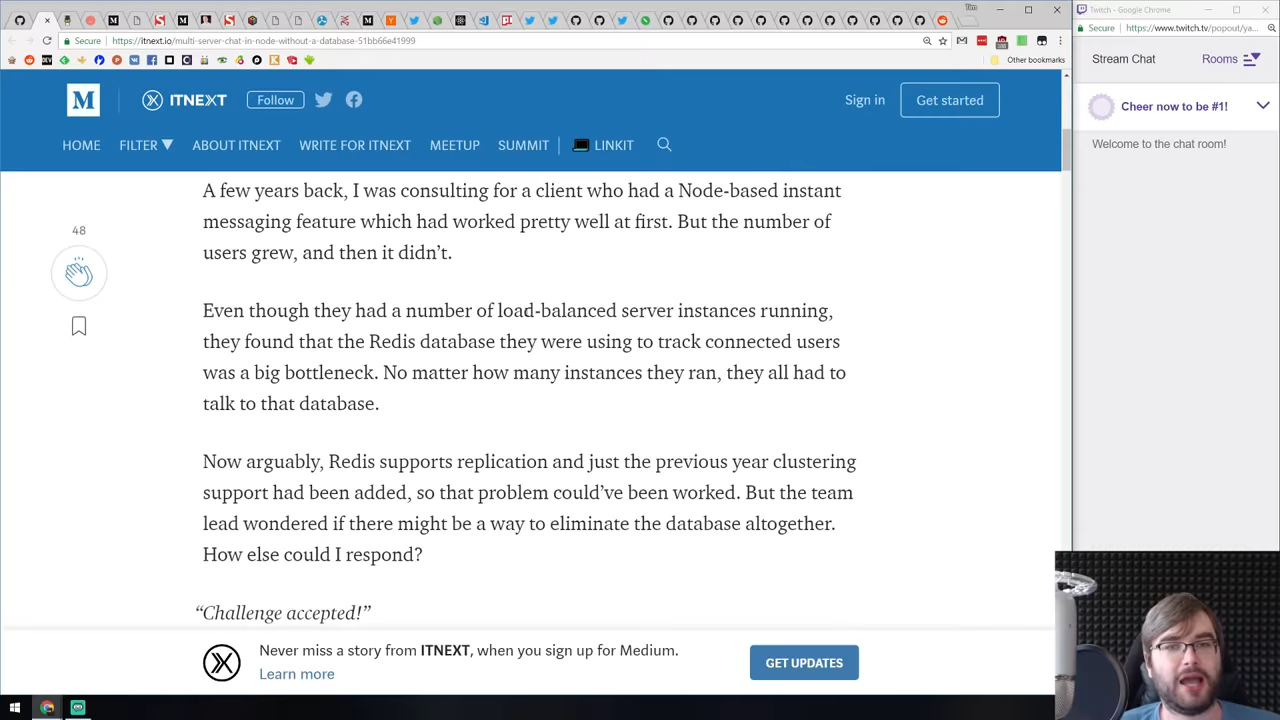 Tim
Twitch - Google Chrome
Secure
https://itnext.io/multi-server-chat-in-node-without-a-database-51bb66e41999
Secure
https://www.twitch.tv/popout/ya...
Other bookmarks
Stream Chat
Rooms
M
ITNEXT
Follow
Sign in
Get started
Cheer now to be #1!
HOME
FILTER
ABOUT ITNEXT
WRITE FOR ITNEXT
MEETUP
SUMMIT
LINKIT
Welcome to the chat room!
A few years back, I was consulting for a client who had a Node-based instant
messaging feature which had worked pretty well at first. But the number of
users grew, and then it didn’t.
48
Even though they had a number of load-balanced server instances running,
they found that the Redis database they were using to track connected users
was a big bottleneck. No matter how many instances they ran, they all had to
talk to that database.
Now arguably, Redis supports replication and just the previous year clustering
support had been added, so that problem could’ve been worked. But the team
lead wondered if there might be a way to eliminate the database altogether.
How else could I respond?
“Challenge accepted!”
Never miss a story from ITNEXT, when you sign up for Medium.
Learn more
GET UPDATES